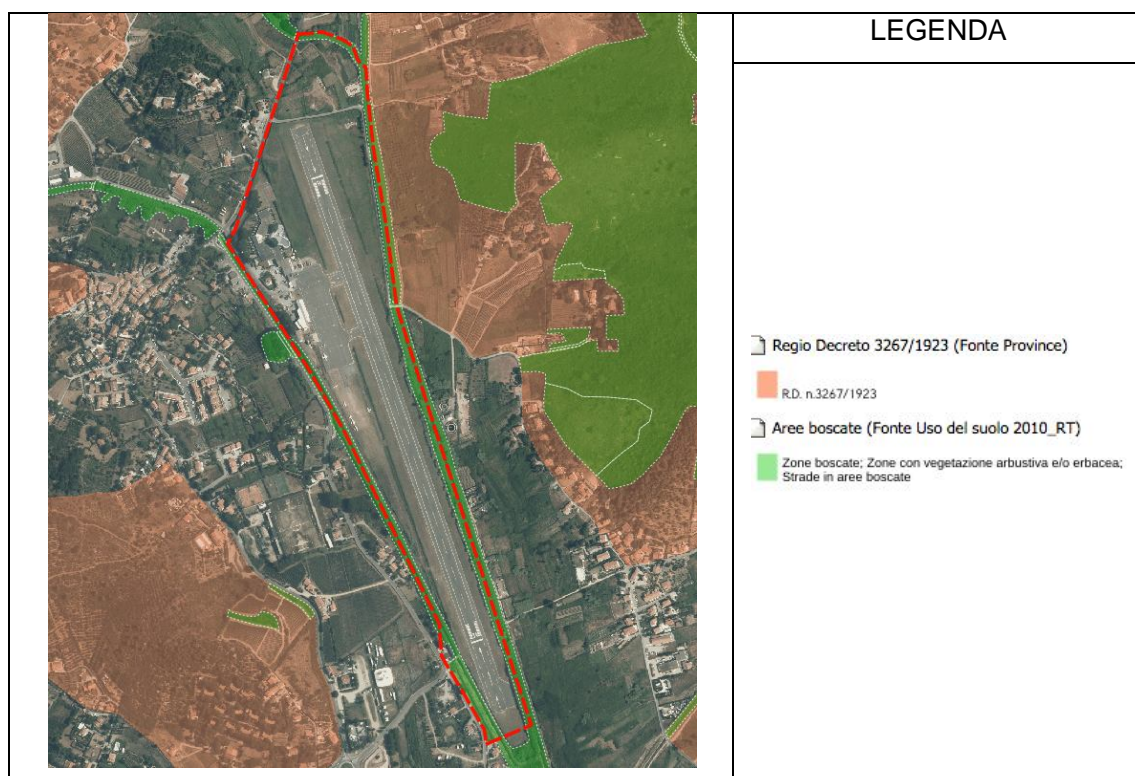 LEGENDA
Regio Decreto 3267/1923 (Fonte Province)
R.D. n.3267/1923
Aree boscate (Fonte Uso del suolo 2010_RT)
Zone boscate; Zone con vegetazione arbustiva e/o erbacea;
Strade in aree boscate